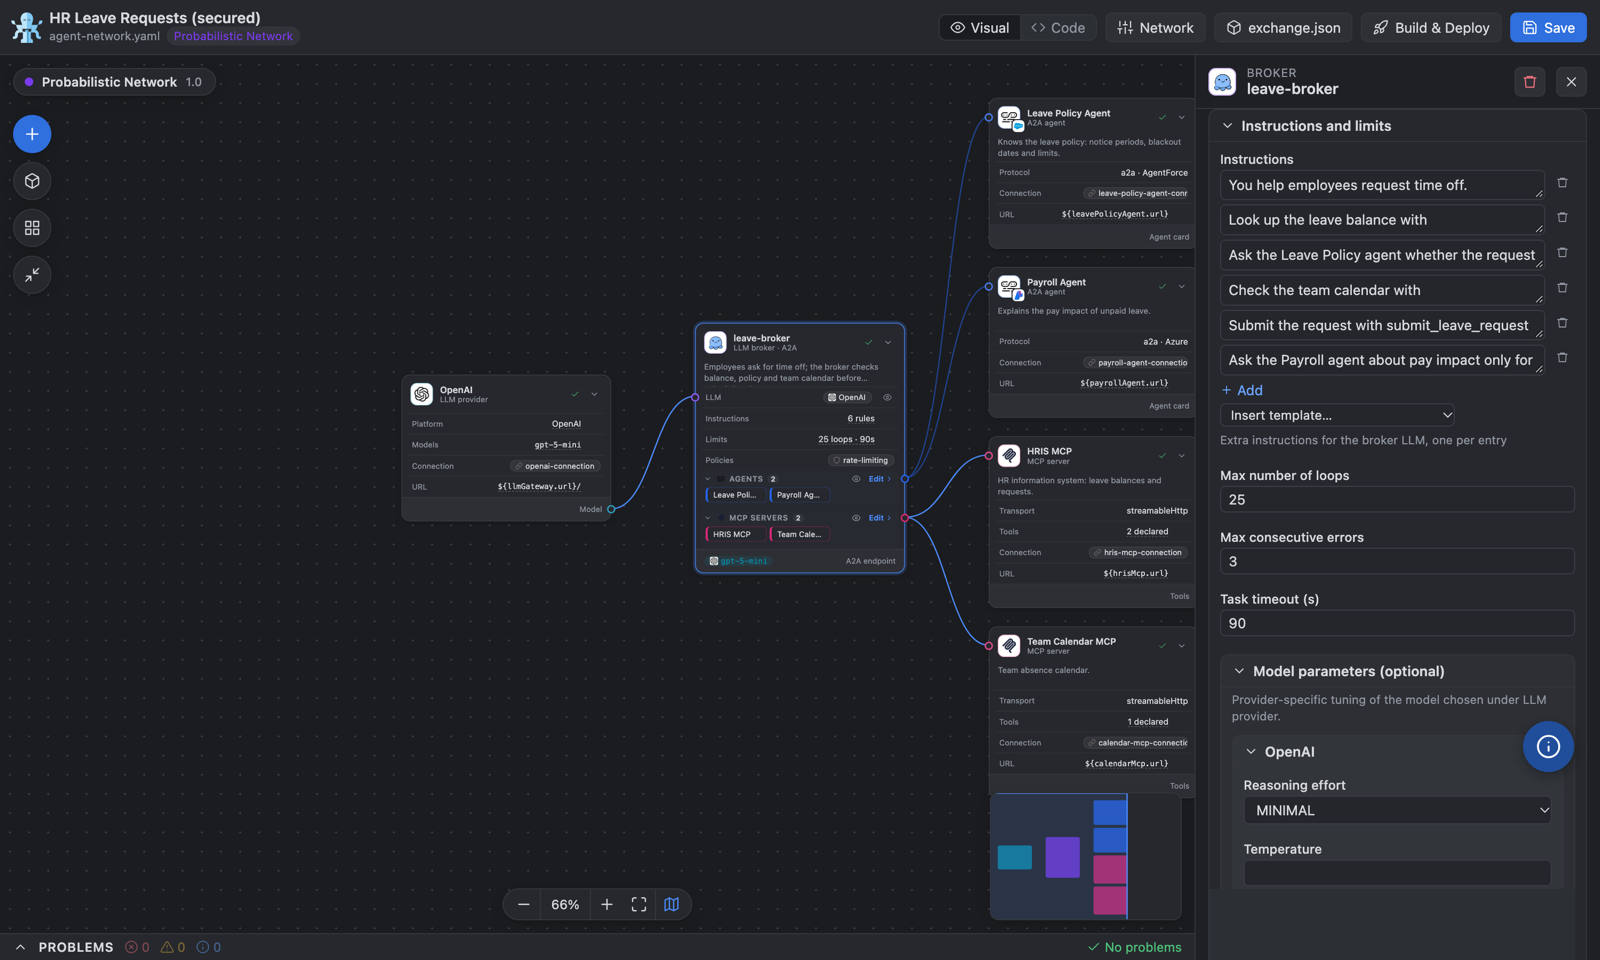 HR Leave Requests (secured)
agent-network.yaml
Probabilistic Network
Visual
Code
Network
exchange.json
Build & Deploy
Save
Probabilistic Network 1.0
OpenAI
LLM provider
Platform
OpenAI
Models
gpt-5-mini
Connection
openai-connection
URL
${llmGateway.url}/
Model
leave-broker
LLM broker · A2A
Employees ask for time off; the broker checks
balance, policy and team calendar before...
LLM
OpenAI
Instructions
6 rules
Limits
25 loops · 90s
Policies
rate-limiting
AGENTS 2
Edit
Leave Poli...
Payroll Ag...
MCP SERVERS 2
Edit
HRIS MCP
Team Cale...
gpt-5-mini
A2A endpoint
Leave Policy Agent
A2A agent
Knows the leave policy: notice periods, blackout
dates and limits.
Protocol
a2a · AgentForce
Connection
leave-policy-agent-conn
URL
${leavePolicyAgent.url}
Agent card
Payroll Agent
A2A agent
Explains the pay impact of unpaid leave.
Protocol
a2a · Azure
Connection
payroll-agent-connectio
URL
${payrollAgent.url}
Agent card
HRIS MCP
MCP server
HR information system: leave balances and
requests.
Transport
streamableHttp
Tools
2 declared
Connection
hris-mcp-connection
URL
${hrisMcp.url}
Tools
Team Calendar MCP
MCP server
Team absence calendar.
Transport
streamableHttp
Tools
1 declared
Connection
calendar-mcp-connectic
URL
${calendarMcp.url}
Tools
66%
PROBLEMS 0 0 0
No problems
BROKER
leave-broker
Instructions and limits
Instructions
You help employees request time off.
Look up the leave balance with
Ask the Leave Policy agent whether the request
Check the team calendar with
Submit the request with submit_leave_request
Ask the Payroll agent about pay impact only for
+ Add
Insert template...
Extra instructions for the broker LLM, one per entry
Max number of loops
25
Max consecutive errors
3
Task timeout (s)
90
Model parameters (optional)
Provider-specific tuning of the model chosen under LLM
provider.
OpenAI
Reasoning effort
MINIMAL
Temperature